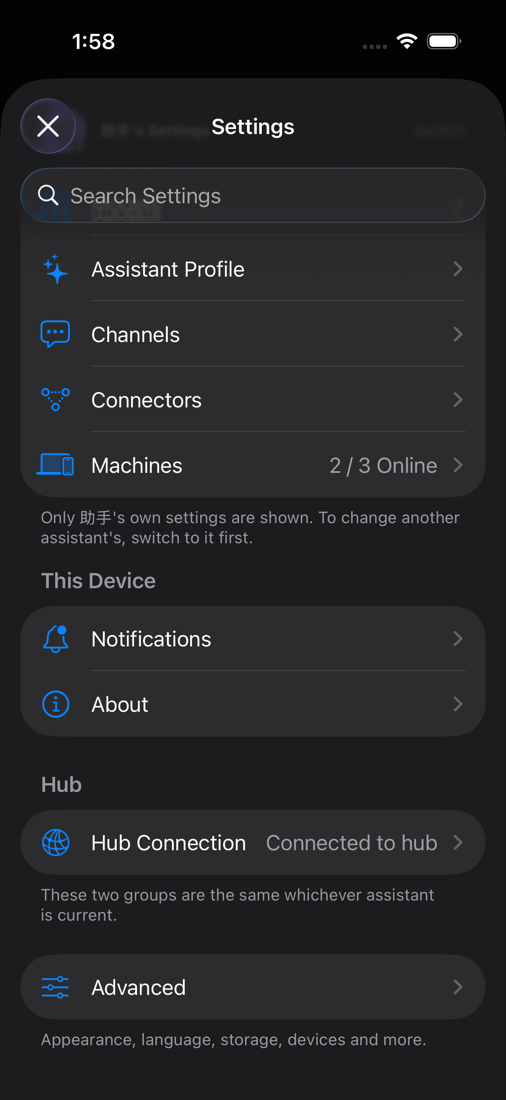 1:58
Settings
Search Settings
Assistant Profile
Channels
Connectors
Machines 2 / 3 Online
Only 助手's own settings are shown. To change another
assistant's, switch to it first.
This Device
Notifications
About
Hub
Hub Connection Connected to hub
These two groups are the same whichever assistant
is current.
Advanced
Appearance, language, storage, devices and more.